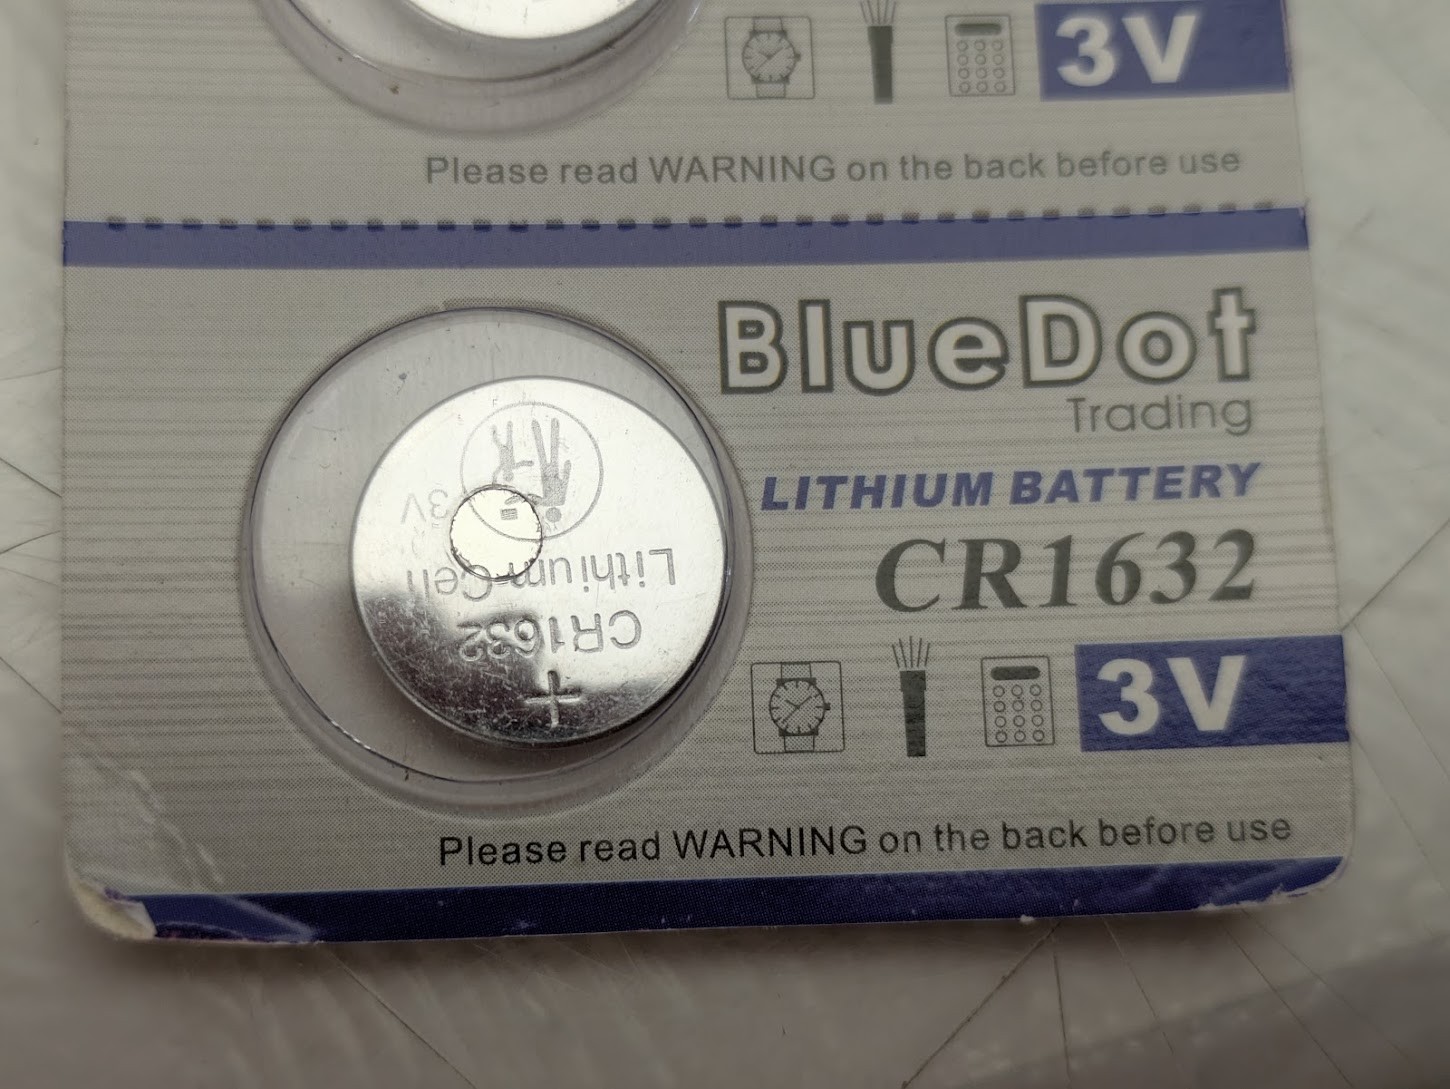 3V
Please read WARNING on the back before use
BlueDot
Trading
LITHIUM BATTERY
CR1632
3V
Please read WARNING on the back before use
3V
Lithium Cell
CR1632
+